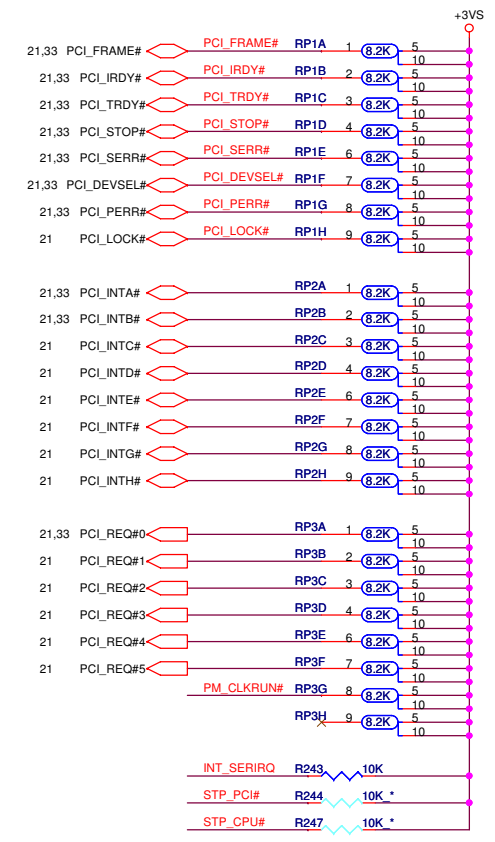 +3VS
21,33 PCI_FRAME# PCI_FRAME# RP1A 1 8.2K 5
10
21,33 PCI_IRDY# PCI_IRDY# RP1B 2 8.2K 5
10
21,33 PCI_TRDY# PCI_TRDY# RP1C 3 8.2K 5
10
21,33 PCI_STOP# PCI_STOP# RP1D 4 8.2K 5
10
21,33 PCI_SERR# PCI_SERR# RP1E 6 8.2K 5
10
21,33 PCI_DEVSEL# PCI_DEVSEL# RP1F 7 8.2K 5
10
21,33 PCI_PERR# PCI_PERR# RP1G 8 8.2K 5
10
21 PCI_LOCK# PCI_LOCK# RP1H 9 8.2K 5
10
21,33 PCI_INTA# RP2A 1 8.2K 5
10
21,33 PCI_INTB# RP2B 2 8.2K 5
10
21 PCI_INTC# RP2C 3 8.2K 5
10
21 PCI_INTD# RP2D 4 8.2K 5
10
21 PCI_INTE# RP2E 6 8.2K 5
10
21 PCI_INTF# RP2F 7 8.2K 5
10
21 PCI_INTG# RP2G 8 8.2K 5
10
21 PCI_INTH# RP2H 9 8.2K 5
10
21,33 PCI_REQ#0 RP3A 1 8.2K 5
10
21 PCI_REQ#1 RP3B 2 8.2K 5
10
21 PCI_REQ#2 RP3C 3 8.2K 5
10
21 PCI_REQ#3 RP3D 4 8.2K 5
10
21 PCI_REQ#4 RP3E 6 8.2K 5
10
21 PCI_REQ#5 RP3F 7 8.2K 5
10
PM_CLKRUN# RP3G 8 8.2K 5
10
RP3H 9 8.2K 5
10
INT_SERIRQ R243 10K
STP_PCI# R244 10K_*
STP_CPU# R247 10K_*